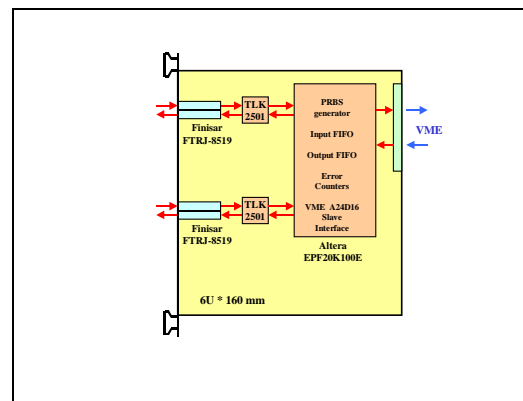 TLK
2501
Finisar
FTRJ-8519
PRBS
generator
Input FIFO
Output FIFO
Error
Counters
VME A24D16
Slave
Interface
Altera
EPF20K100E
VME
TLK
2501
Finisar
FTRJ-8519
6U * 160 mm